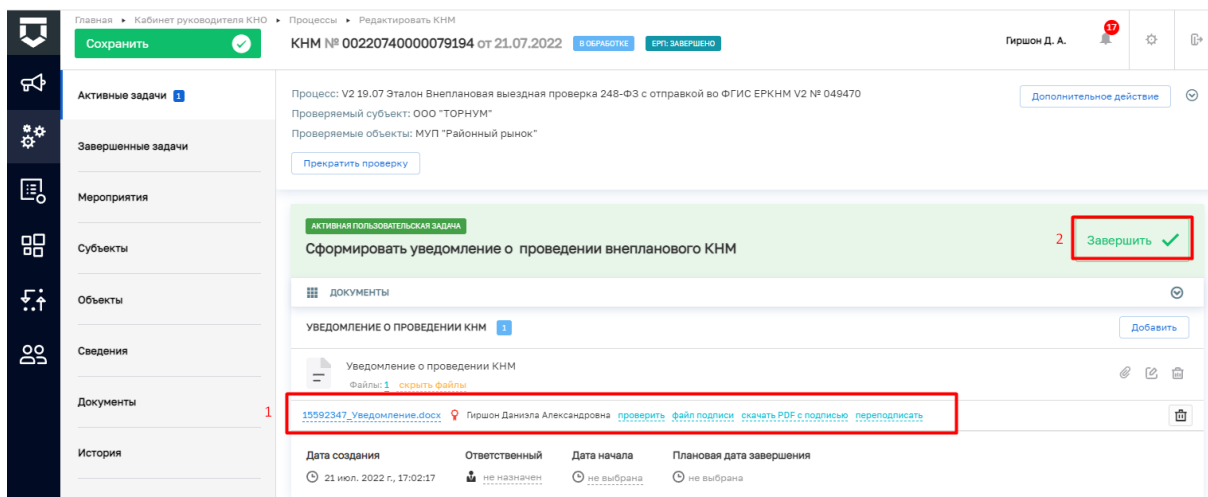 Главная ▸ Кабинет руководителя КНО ▸ Процессы ▸ Редактировать КНМ
Сохранить
КНМ № 00220740000079194 от 21.07.2022 В ОБРАБОТКЕ ЕРП: ЗАВЕРШЕНО
Гиршон Д. А.
17
Активные задачи 1
Завершенные задачи
Мероприятия
Субъекты
Объекты
Сведения
Документы
История
Процесс: V2 19.07 Эталон Внеплановая выездная проверка 248-ФЗ с отправкой во ФГИС ЕРКНМ V2 № 049470
Дополнительное действие
Проверяемый субъект: ООО "ТОРНУМ"
Проверяемые объекты: МУП "Районный рынок"
Прекратить проверку
АКТИВНАЯ ПОЛЬЗОВАТЕЛЬСКАЯ ЗАДАЧА
Сформировать уведомление о проведении внепланового КНМ
2
Завершить
ДОКУМЕНТЫ
УВЕДОМЛЕНИЕ О ПРОВЕДЕНИИ КНМ 1
Добавить
Уведомление о проведении КНМ
Файлы: 1 скрыть файлы
1
15592347_Уведомление.docx Гиршон Даниэла Александровна проверить файл подписи скачать PDF с подписью переподписать
Дата создания Ответственный Дата начала Плановая дата завершения
21 июл. 2022 г., 17:02:17 не назначен не выбрана не выбрана